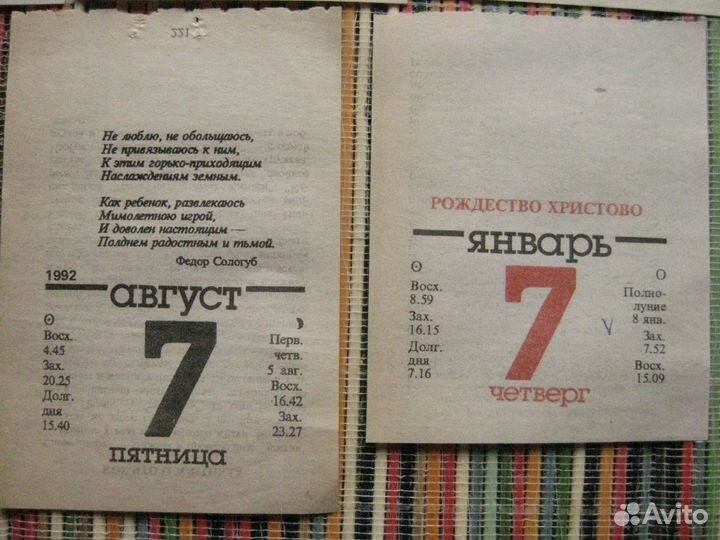 Не люблю, не обольщаюсь,
Не привязываюсь к ним,
К этим горько-приходящим
Наслаждениям земным.
Как ребенок, развлекаюсь
Мимолетною игрой,
И доволен настоящим —
Полднем радостным и тьмой.
Федор Сологуб
1992
август
Восх.
4.45
Зах.
20.25
Долг.
дня
15.40
7
Перв.
четв.
5 авг.
Восх.
16.42
Зах.
23.27
пятница
РОЖДЕСТВО ХРИСТОВО
январь
Восх.
8.59
Зах.
16.15
Долг.
дня
7.16
7
Полно-
луние
8 янв.
Зах.
7.52
Восх.
15.09
четверг
Avito